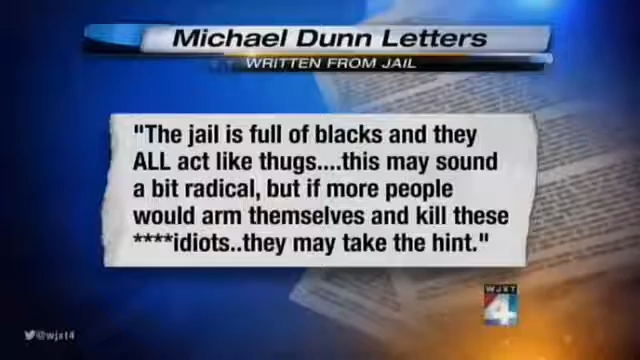 Michael Dunn Letters
WRITTEN FROM JAIL
"The jail is full of blacks and they
ALL act like thugs....this may sound
a bit radical, but if more people
would arm themselves and kill these
****idiots..they may take the hint."
WJXT
4
@wjxt4